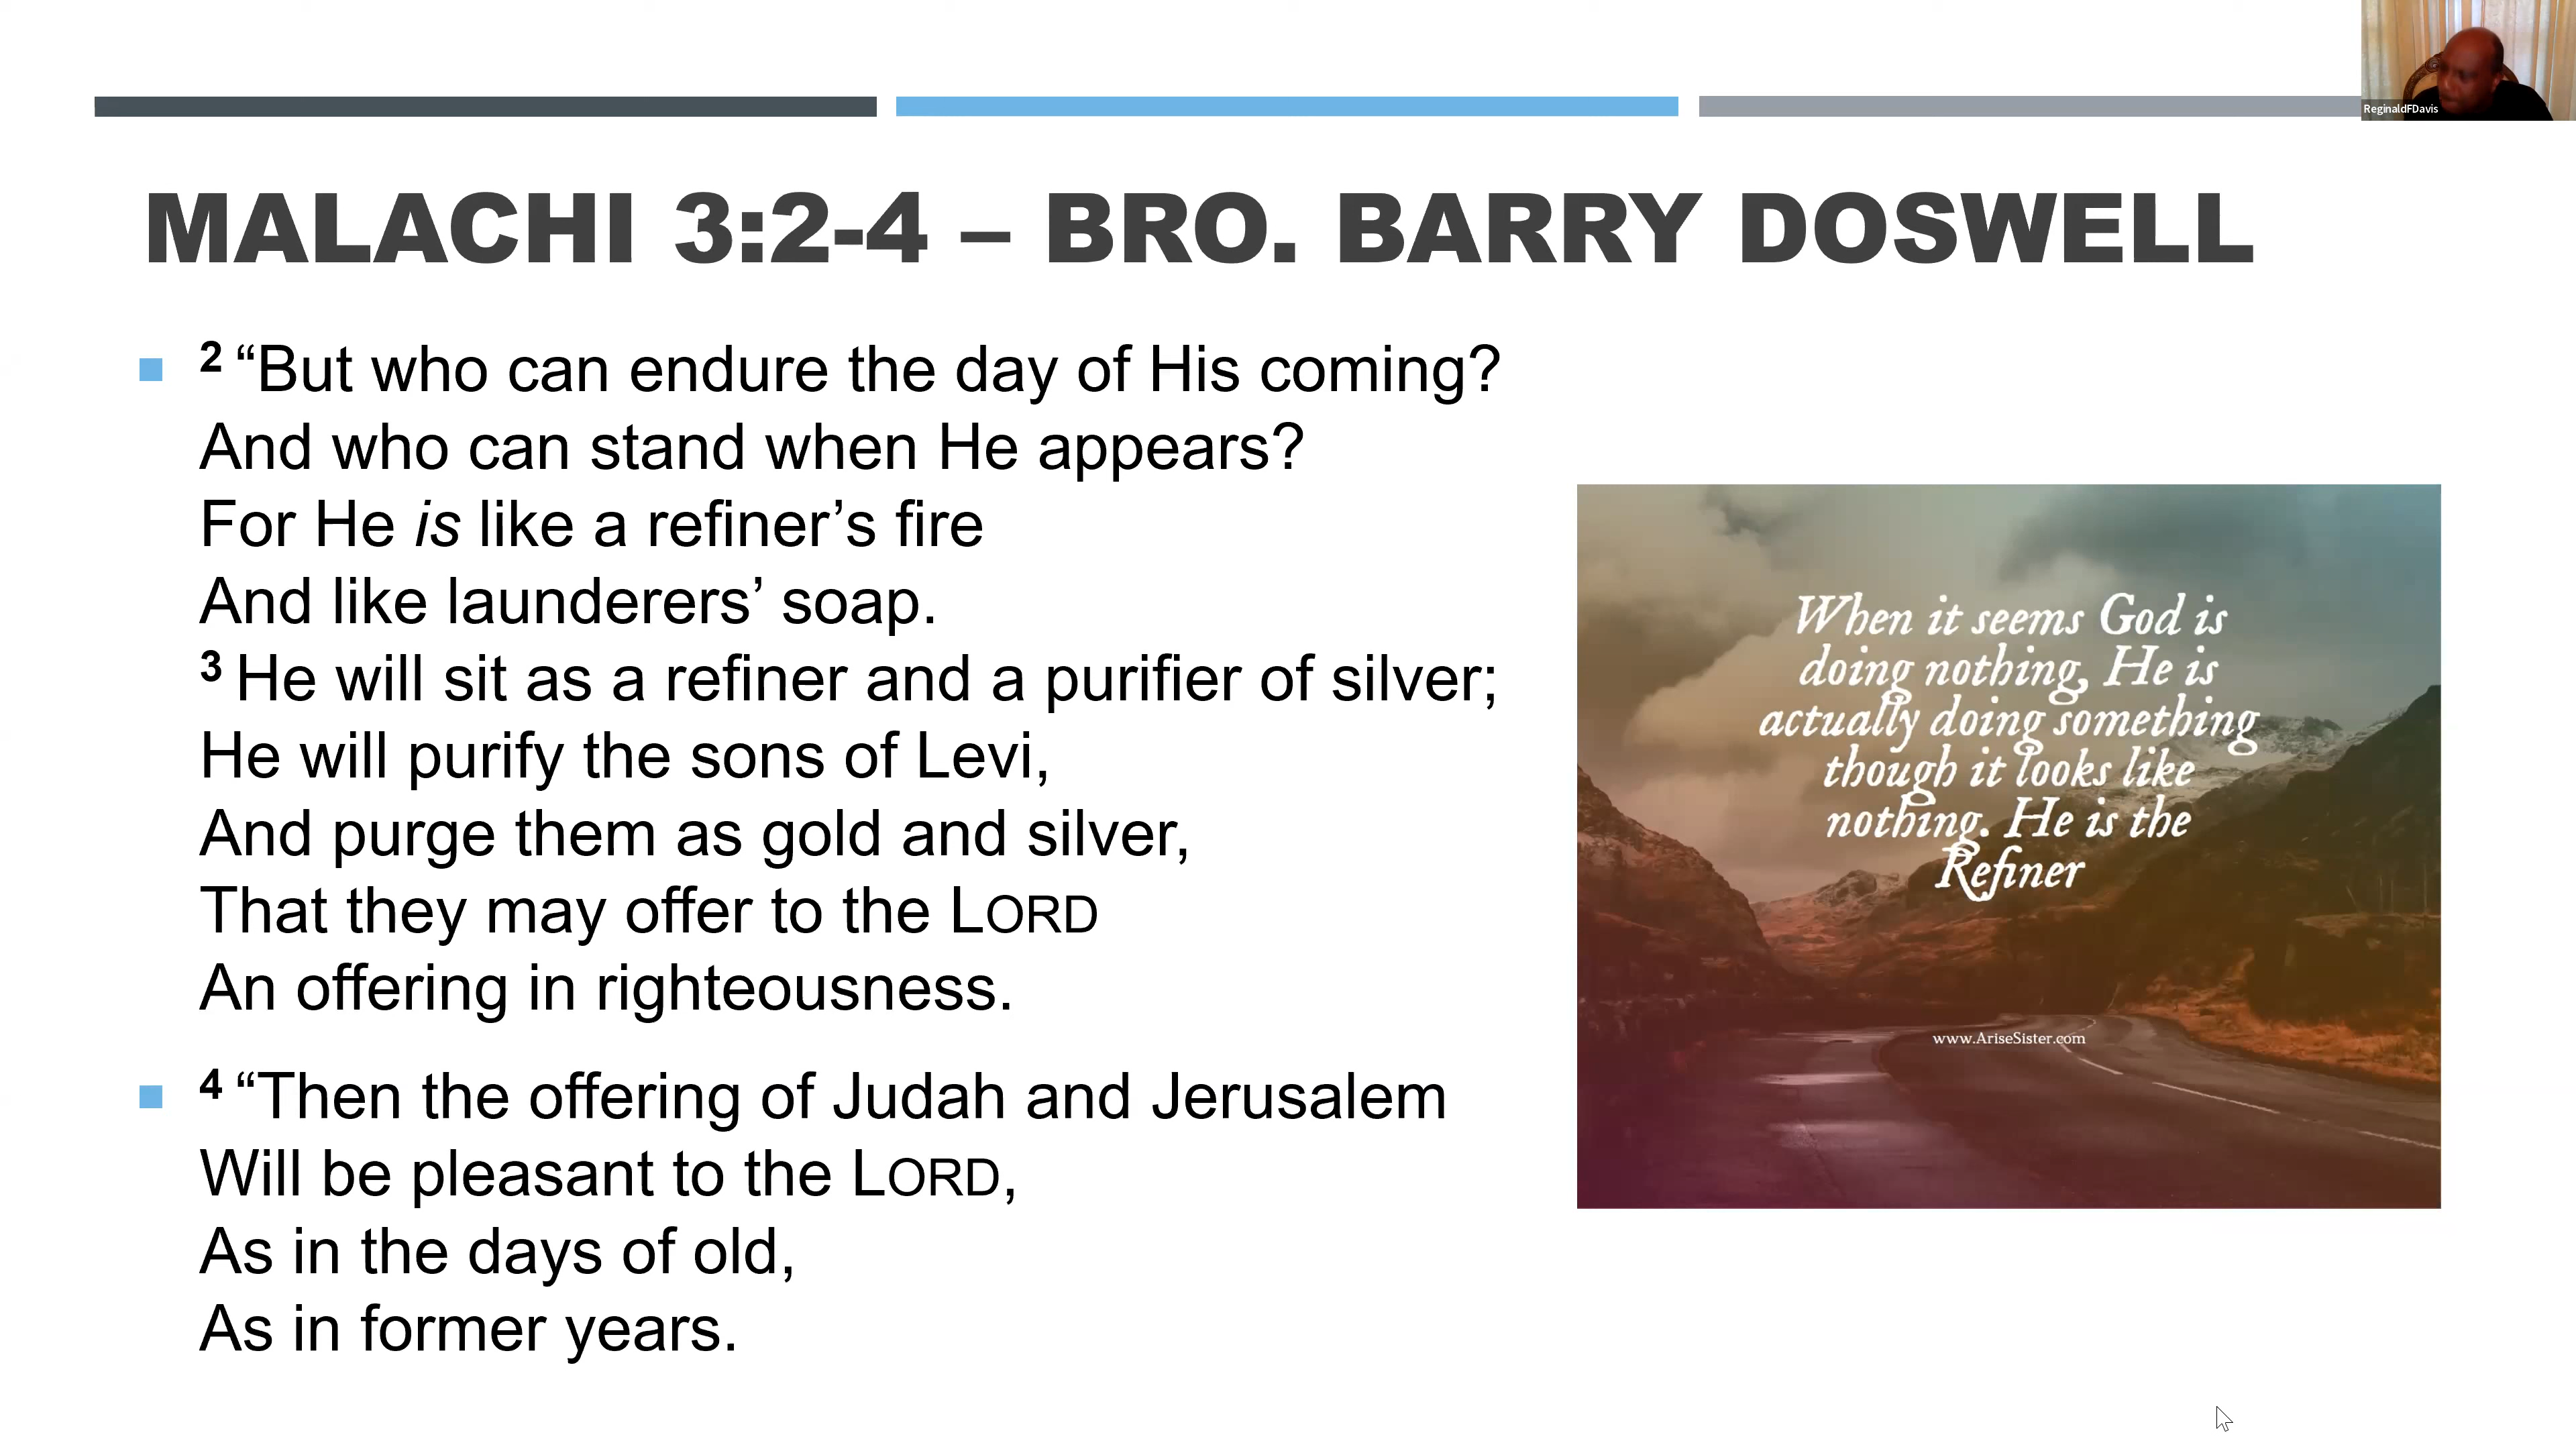 ReginaldFDavis
MALACHI 3:2-4 – BRO. BARRY DOSWELL
2 “But who can endure the day of His coming?
And who can stand when He appears?
For He is like a refiner’s fire
And like launderers’ soap.
3 He will sit as a refiner and a purifier of silver;
He will purify the sons of Levi,
And purge them as gold and silver,
That they may offer to the LORD
An offering in righteousness.
4 “Then the offering of Judah and Jerusalem
Will be pleasant to the LORD,
As in the days of old,
As in former years.
When it seems God is
doing nothing, He is
actually doing something
though it looks like
nothing. He is the
Refiner
www.AriseSister.com